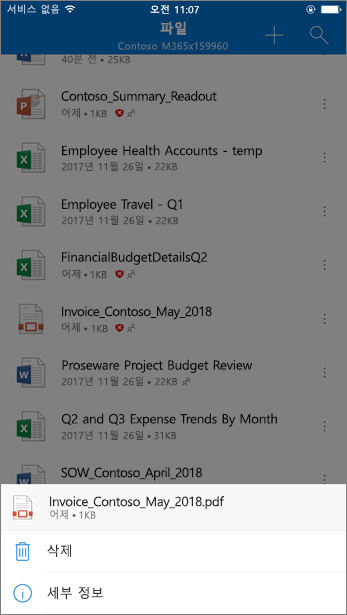 서비스 없음 오전 11:07
파일
Contoso M365x159960
40분 전 • 25KB
Contoso_Summary_Readout
어제 • 1KB
Employee Health Accounts - temp
2017년 11월 26일 • 22KB
Employee Travel - Q1
2017년 11월 26일 • 22KB
FinancialBudgetDetailsQ2
어제 • 1KB
Invoice_Contoso_May_2018
어제 • 1KB
Proseware Project Budget Review
2017년 11월 26일 • 22KB
Q2 and Q3 Expense Trends By Month
2017년 11월 26일 • 31KB
SOW_Contoso_April_2018
Invoice_Contoso_May_2018.pdf
어제 • 1KB
삭제
세부 정보